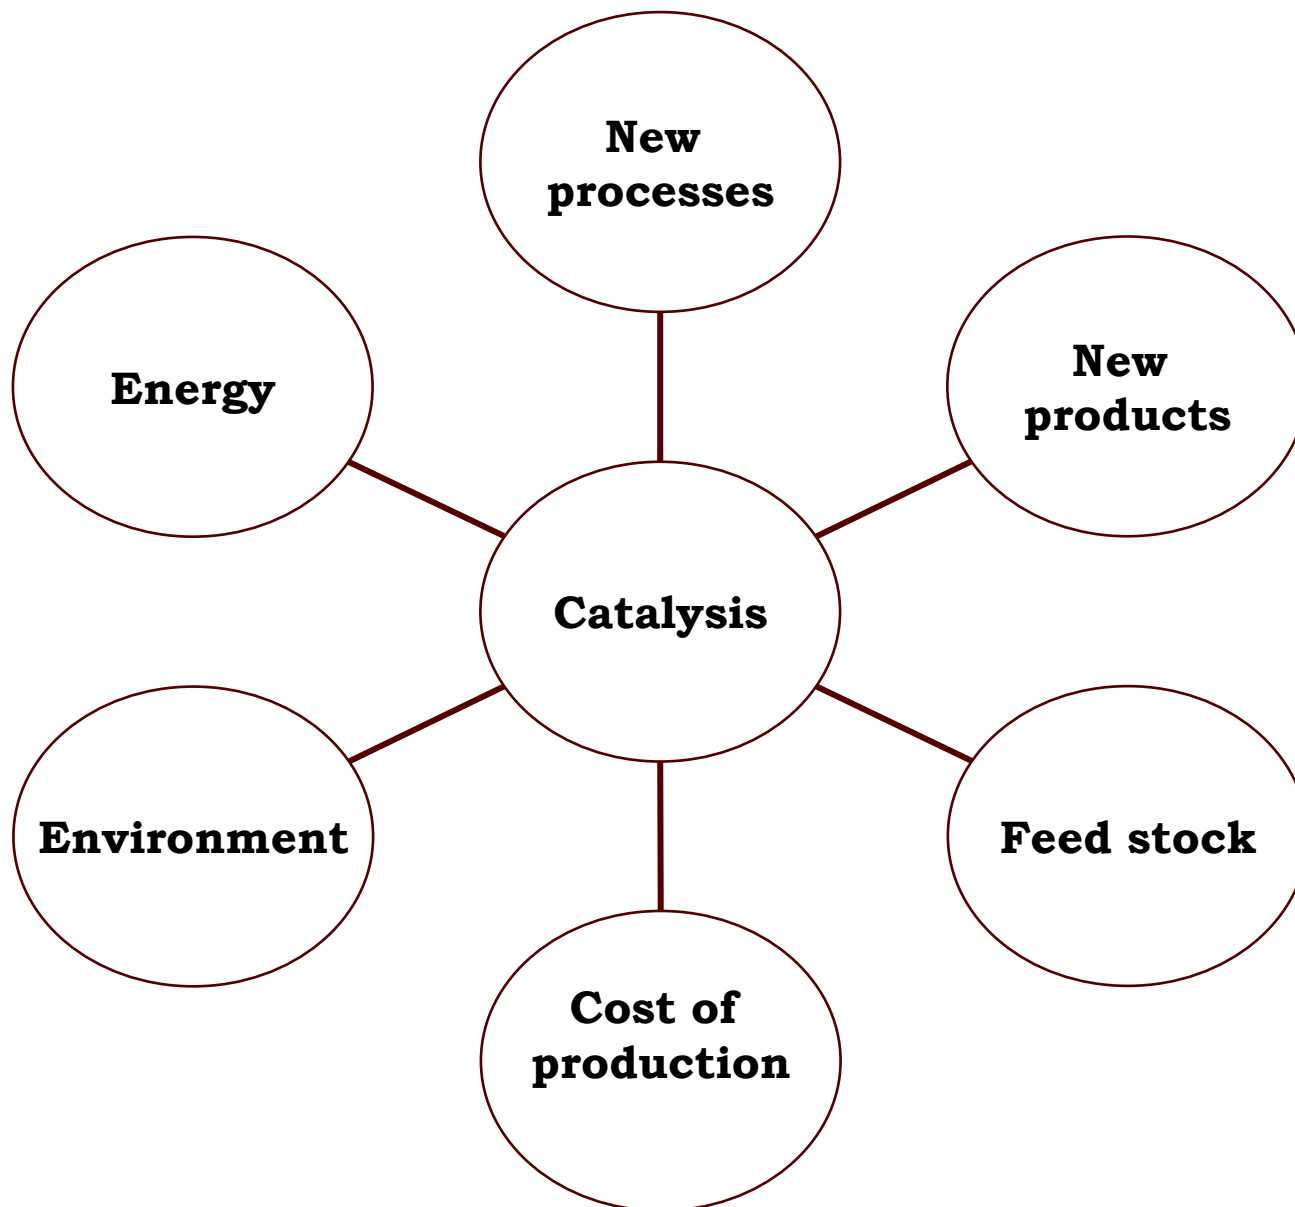 New
processes
Energy
New
products
Catalysis
Environment
Feed stock
Cost of
production